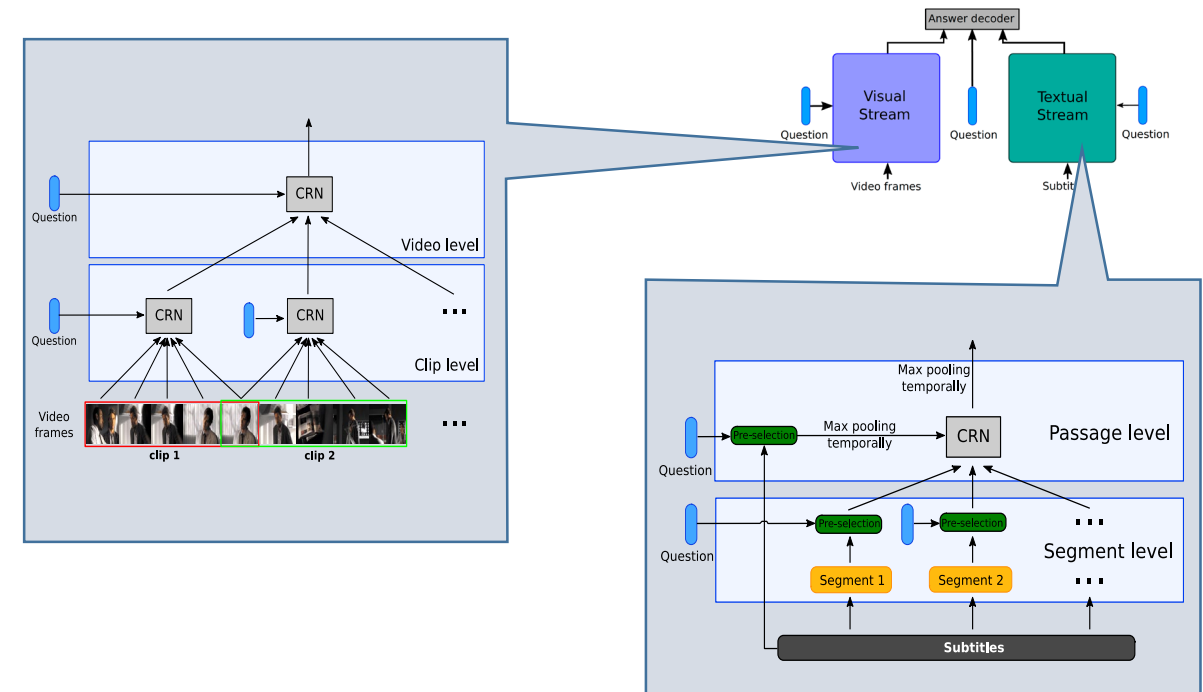 Answer decoder
Visual
Stream
Textual
Stream
Question
Question
Question
Video frames
CRN
Question
Video level
CRN
CRN
...
Question
Clip level
Video
frames
...
clip 1
clip 2
Max pooling
temporally
Pre-selection
Max pooling
temporally
CRN
Passage level
Question
Pre-selection
Pre-selection
...
Question
Segment level
Segment 1
Segment 2
...
Subtitles